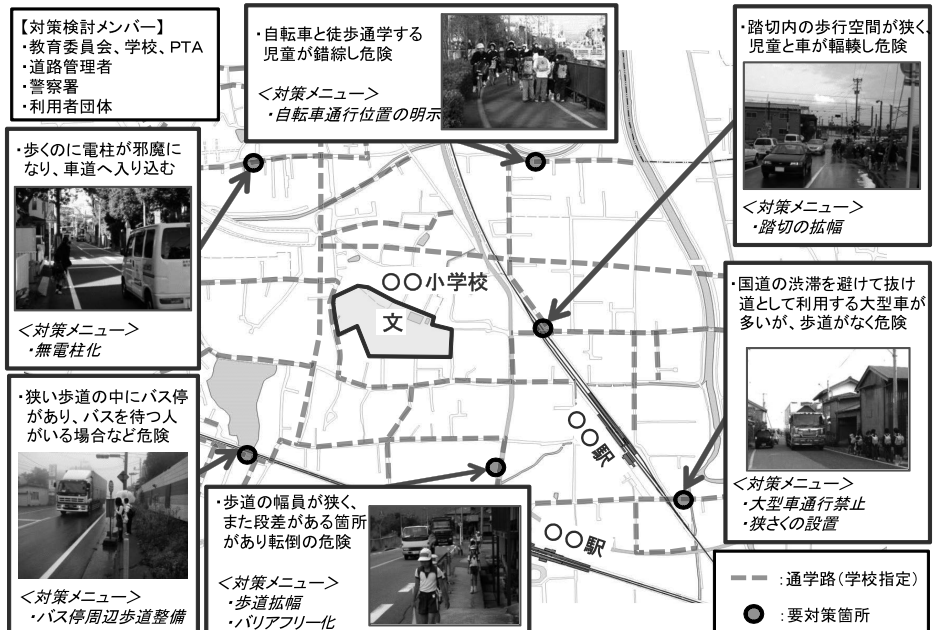 【対策検討メンバー】
・教育委員会、学校、PTA
・道路管理者
・警察署
・利用者団体
・自転車と徒歩通学する
児童が錯綜し危険
＜対策メニュー＞
・自転車通行位置の明示
・踏切内の歩行空間が狭く、
児童と車が輻輳し危険
＜対策メニュー＞
・踏切の拡幅
・歩くのに電柱が邪魔に
なり、車道へ入り込む
＜対策メニュー＞
・無電柱化
〇〇小学校
文
・国道の渋滞を避けて抜け
道として利用する大型車が
多いが、歩道がなく危険
＜対策メニュー＞
・大型車通行禁止
・狭さくの設置
・狭い歩道の中にバス停
があり、バスを待つ人
がいる場合など危険
＜対策メニュー＞
・バス停周辺歩道整備
〇〇駅
・歩道の幅員が狭く、
また段差がある箇所
があり転倒の危険
＜対策メニュー＞
・歩道拡幅
・バリアフリー化
〇〇駅
：通学路（学校指定）
：要対策箇所